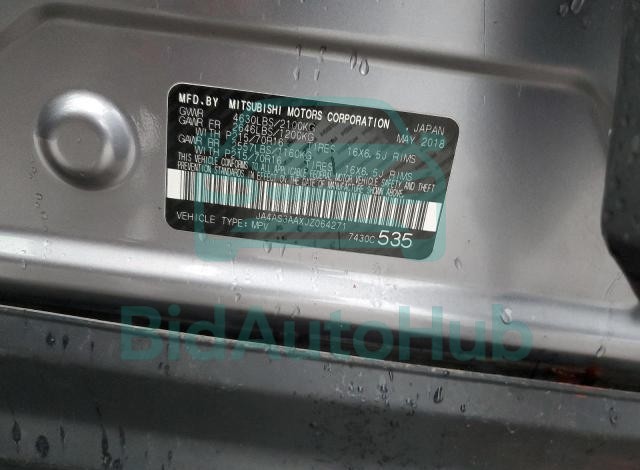 MFD.BY MITSUBISHI MOTORS CORPORATION JAPAN
GVWR 4630LBS/2100KG MAY 2018
GAWR FR 2646LBS/1200KG
WITH P215/70R16 TIRES 16X6.5J RIMS
GAWR RR 2557LBS/1160KG
WITH P215/70R16 TIRES 16X6.5J RIMS
THIS VEHICLE CONFORMS TO ALL APPLICABLE FEDERAL MOTOR VEHICLE SAFETY, BUMPER AND THEFT
PREVENTION STANDARDS IN EFFECT ON THE DATE OF MANUFACTURE SHOWN ABOVE.
JA4AS3AAXJZ064271
VEHICLE TYPE: MPV 7430C 535
BidAutoHub